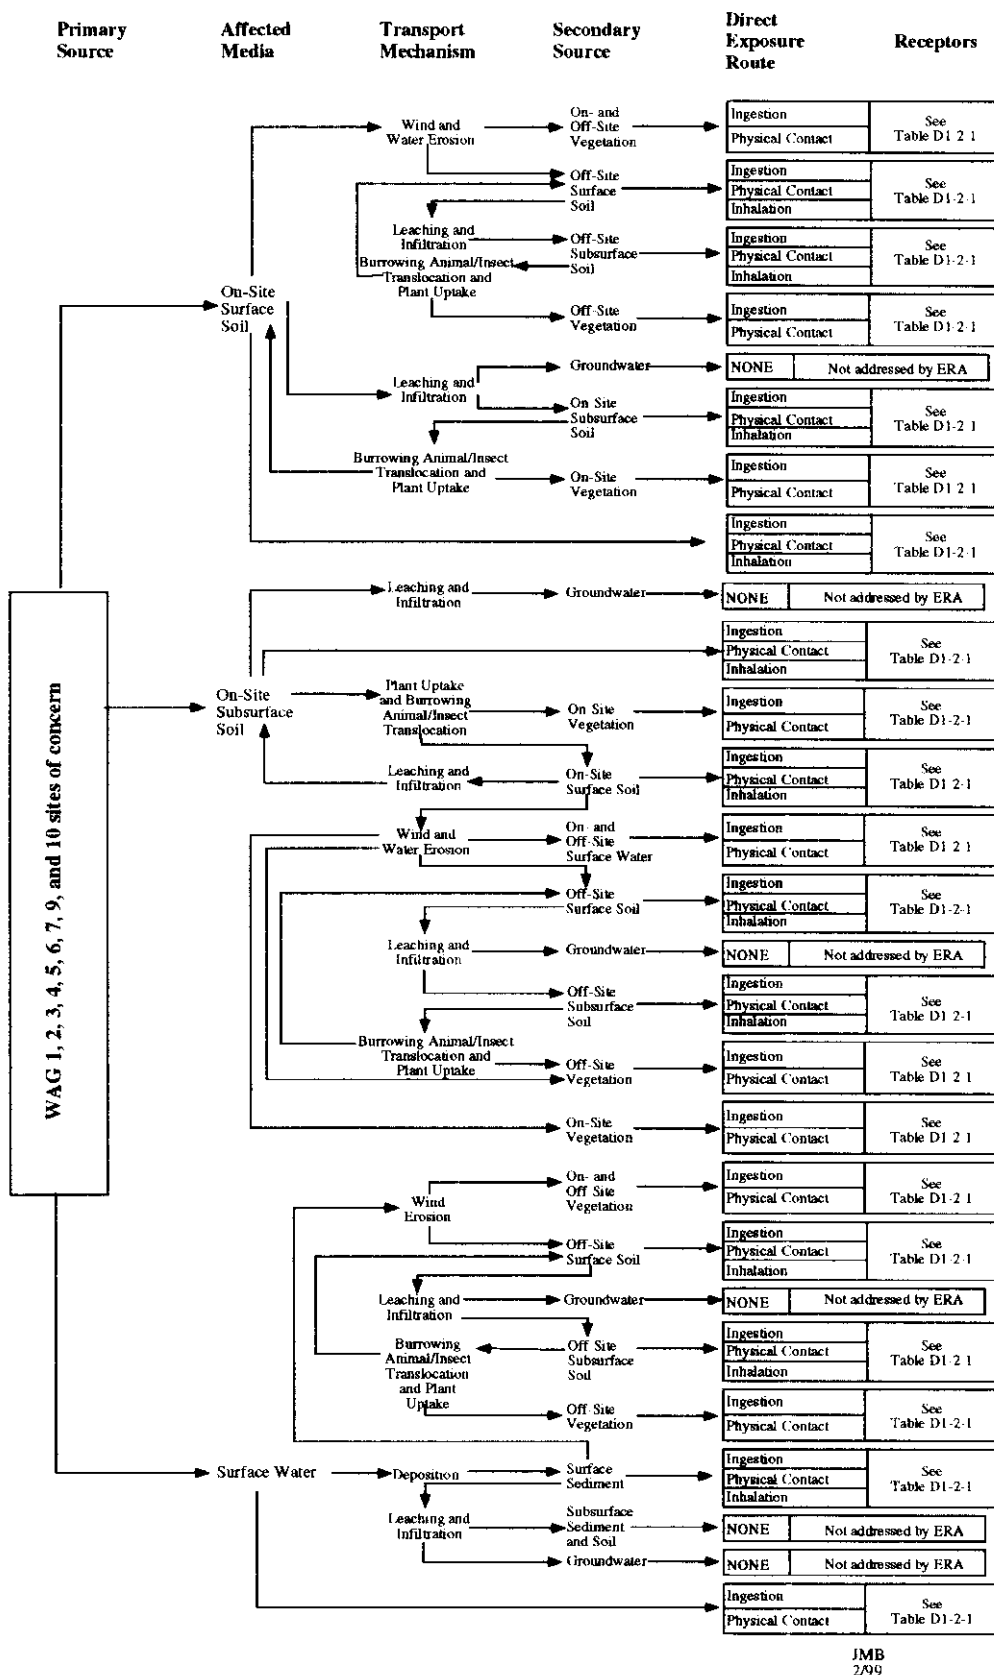 Primary
Source
Affected
Media
Transport
Mechanism
Secondary
Source
Direct
Exposure
Route
Receptors
WAG 1, 2, 3, 4, 5, 6, 7, 9, and 10 sites of concern
On-Site
Surface
Soil
Wind and
Water Erosion
On- and
Off-Site
Vegetation
Ingestion
Physical Contact
See
Table D1-2-1
Off-Site
Surface
Soil
Ingestion
Physical Contact
Inhalation
See
Table D1-2-1
Leaching and
Infiltration
Off-Site
Subsurface
Soil
Ingestion
Physical Contact
Inhalation
See
Table D1-2-1
Burrowing Animal/Insect
Translocation and
Plant Uptake
Off-Site
Vegetation
Ingestion
Physical Contact
See
Table D1-2-1
Leaching and
Infiltration
Groundwater
NONE
Not addressed by ERA
On-Site
Subsurface
Soil
Ingestion
Physical Contact
Inhalation
See
Table D1-2-1
Burrowing Animal/Insect
Translocation and
Plant Uptake
On-Site
Vegetation
Ingestion
Physical Contact
See
Table D1-2-1
Ingestion
Physical Contact
Inhalation
See
Table D1-2-1
On-Site
Subsurface
Soil
Leaching and
Infiltration
Groundwater
NONE
Not addressed by ERA
Ingestion
Physical Contact
Inhalation
See
Table D1-2-1
Plant Uptake
and Burrowing
Animal/Insect
Translocation
On-Site
Vegetation
Ingestion
Physical Contact
See
Table D1-2-1
Leaching and
Infiltration
On-Site
Surface Soil
Ingestion
Physical Contact
Inhalation
See
Table D1-2-1
Wind and
Water Erosion
On- and
Off-Site
Surface Water
Ingestion
Physical Contact
See
Table D1-2-1
Off-Site
Surface Soil
Ingestion
Physical Contact
Inhalation
See
Table D1-2-1
Leaching and
Infiltration
Groundwater
NONE
Not addressed by ERA
Off-Site
Subsurface
Soil
Ingestion
Physical Contact
Inhalation
See
Table D1-2-1
Burrowing Animal/Insect
Translocation and
Plant Uptake
Off-Site
Vegetation
Ingestion
Physical Contact
See
Table D1-2-1
On-Site
Vegetation
Ingestion
Physical Contact
See
Table D1-2-1
Wind
Erosion
On- and
Off-Site
Vegetation
Ingestion
Physical Contact
See
Table D1-2-1
Off-Site
Surface Soil
Ingestion
Physical Contact
Inhalation
See
Table D1-2-1
Leaching and
Infiltration
Groundwater
NONE
Not addressed by ERA
Burrowing
Animal/Insect
Translocation
and Plant
Uptake
Off-Site
Subsurface
Soil
Ingestion
Physical Contact
Inhalation
See
Table D1-2-1
Off-Site
Vegetation
Ingestion
Physical Contact
See
Table D1-2-1
Surface Water
Deposition
Surface
Sediment
Ingestion
Physical Contact
Inhalation
See
Table D1-2-1
Leaching and
Infiltration
Subsurface
Sediment
and Soil
NONE
Not addressed by ERA
Groundwater
NONE
Not addressed by ERA
Ingestion
Physical Contact
See
Table D1-2-1
JMB
2/99